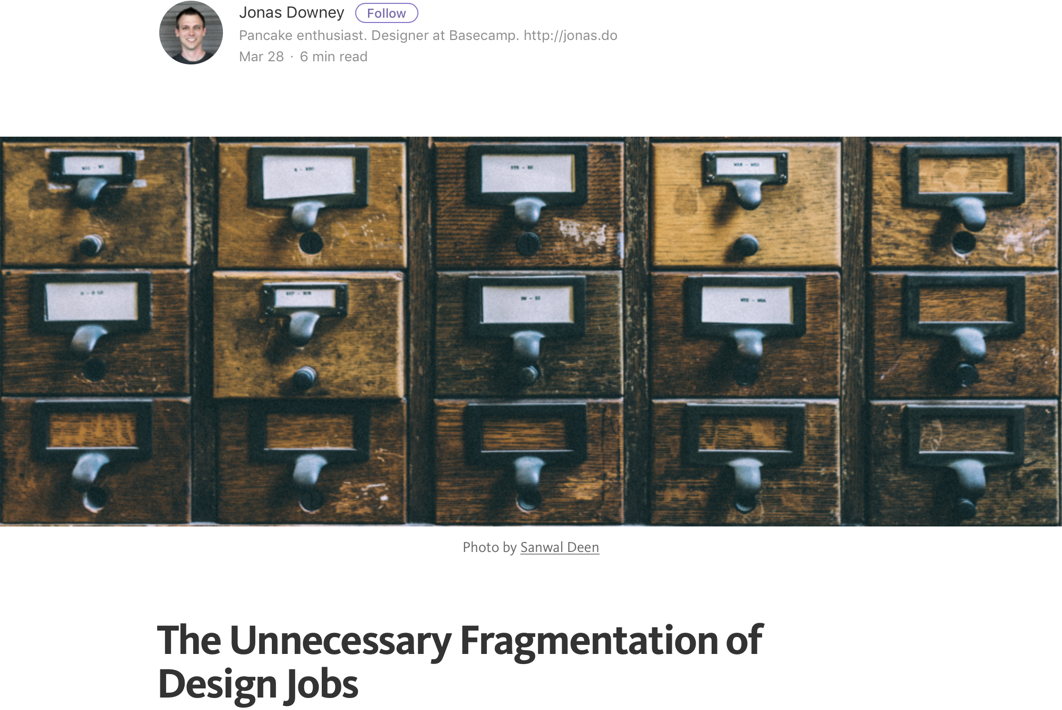 Jonas Downey Follow
Pancake enthusiast. Designer at Basecamp. http://jonas.do
Mar 28 · 6 min read
Photo by Sanwal Deen
The Unnecessary Fragmentation of
Design Jobs